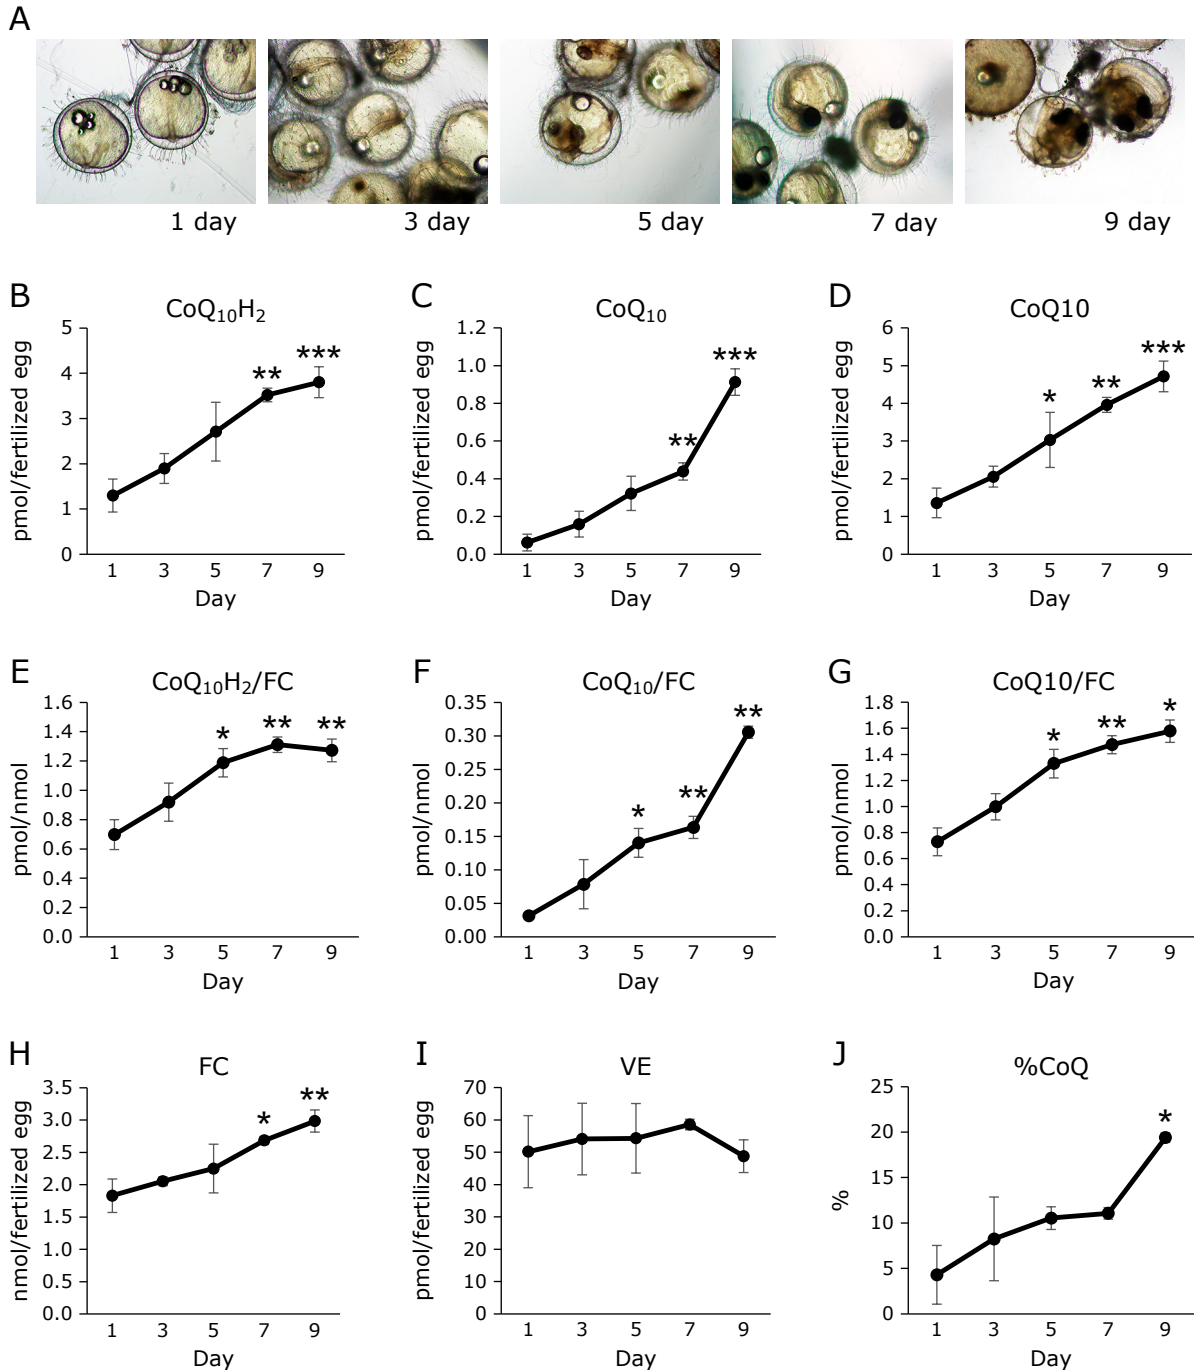 A
1 day
3 day
5 day
7 day
9 day
B
CoQ₁₀H₂
pmol/fertilized egg
5
4
3
2
1
0
**
***
1 3 5 7 9
Day
C
CoQ₁₀
pmol/fertilized egg
1.2
1.0
0.8
0.6
0.4
0.2
0.0
**
***
1 3 5 7 9
Day
D
CoQ10
pmol/fertilized egg
6
5
4
3
2
1
0
*
**
***
1 3 5 7 9
Day
E
CoQ₁₀H₂/FC
pmol/nmol
1.6
1.4
1.2
1.0
0.8
0.6
0.4
0.2
0.0
*
**
**
1 3 5 7 9
Day
F
CoQ₁₀/FC
pmol/nmol
0.35
0.30
0.25
0.20
0.15
0.10
0.05
0.00
*
**
**
1 3 5 7 9
Day
G
CoQ10/FC
pmol/nmol
1.8
1.6
1.4
1.2
1.0
0.8
0.6
0.4
0.2
0.0
*
**
*
1 3 5 7 9
Day
H
FC
nmol/fertilized egg
3.5
3.0
2.5
2.0
1.5
1.0
0.5
0.0
*
**
1 3 5 7 9
Day
I
VE
pmol/fertilized egg
70
60
50
40
30
20
10
0
1 3 5 7 9
Day
J
%CoQ
%
25
20
15
10
5
0
*
1 3 5 7 9
Day